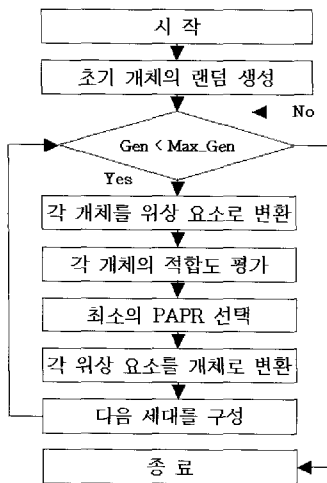 시 작
초기 개체의 랜덤 생성
No
Gen < Max_Gen
Yes
각 개체를 위상 요소로 변환
각 개체의 적합도 평가
최소의 PAPR 선택
각 위상 요소를 개체로 변환
다음 세대를 구성
종 료